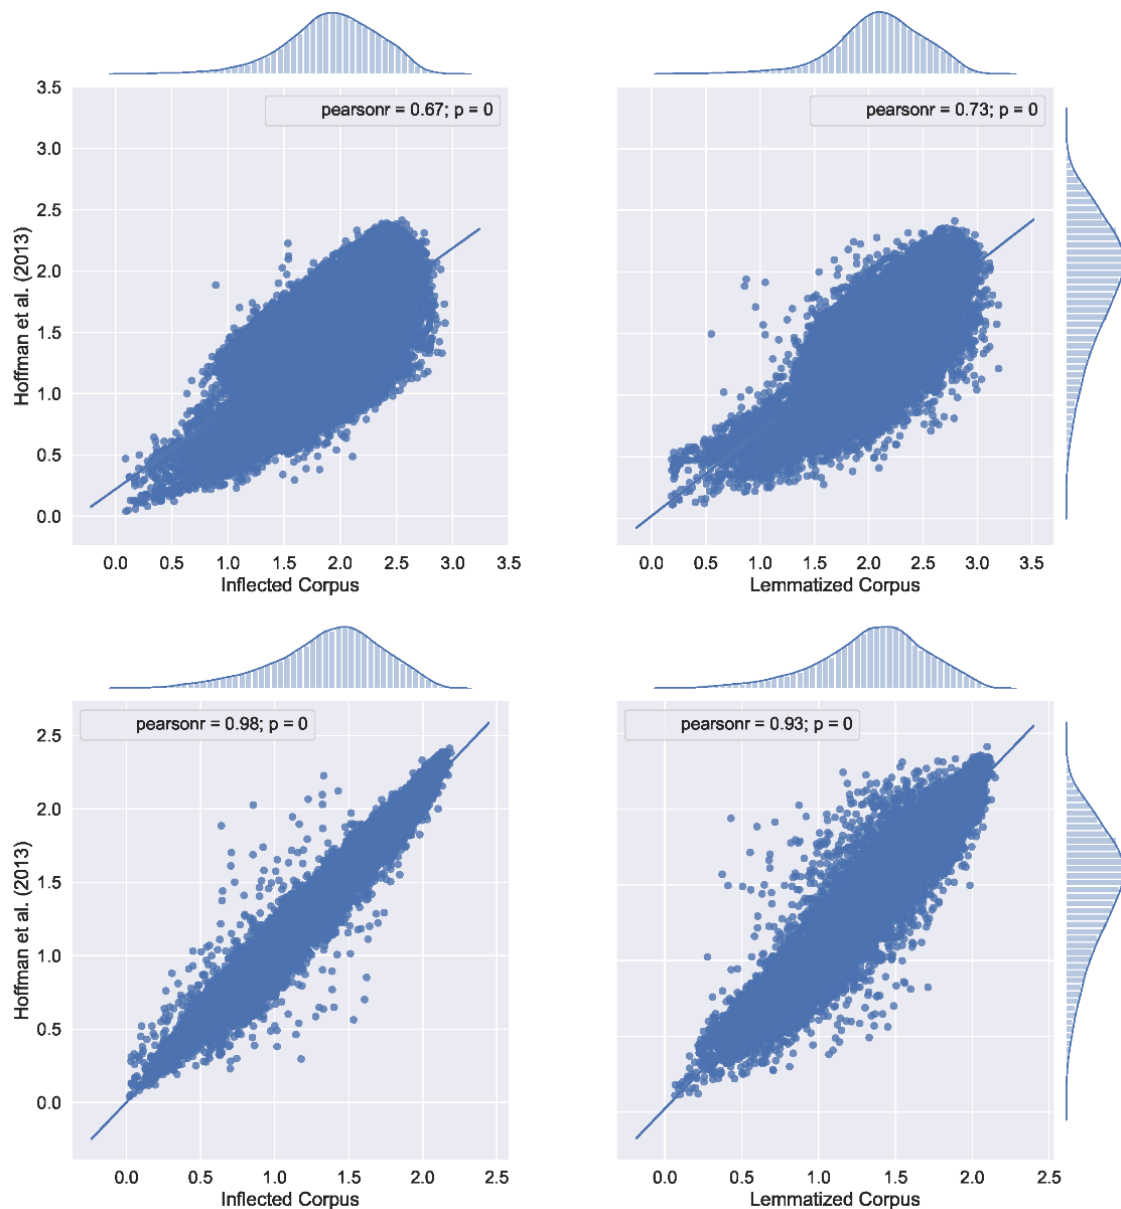 pearsonr = 0.67; p = 0
pearsonr = 0.73; p = 0
3.5
3.0
2.5
2.0
1.5
1.0
0.5
0.0
Hoffman et al. (2013)
0.0 0.5 1.0 1.5 2.0 2.5 3.0 3.5
Inflected Corpus
0.0 0.5 1.0 1.5 2.0 2.5 3.0 3.5
Lemmatized Corpus
pearsonr = 0.98; p = 0
pearsonr = 0.93; p = 0
2.5
2.0
1.5
1.0
0.5
0.0
Hoffman et al. (2013)
0.0 0.5 1.0 1.5 2.0 2.5
Inflected Corpus
0.0 0.5 1.0 1.5 2.0 2.5
Lemmatized Corpus